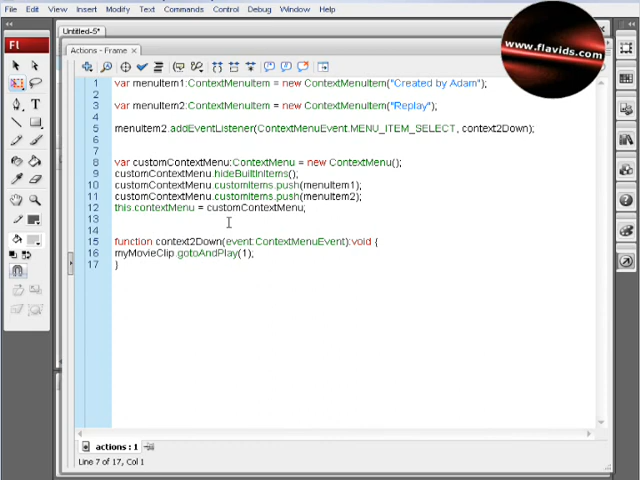 File Edit View Insert Modify Text Commands Control Debug Window Help
Untitled-5*
Actions - Frame
www.flavids.com
Fl
1 var menuItem1:ContextMenuItem = new ContextMenuItem("Created by Adam");
2
3 var menuItem2:ContextMenuItem = new ContextMenuItem("Replay");
4
5 menuItem2.addEventListener(ContextMenuEvent.MENU_ITEM_SELECT, context2Down);
6
7
8 var customContextMenu:ContextMenu = new ContextMenu();
9 customContextMenu.hideBuiltInItems();
10 customContextMenu.customItems.push(menuItem1);
11 customContextMenu.customItems.push(menuItem2);
12 this.contextMenu = customContextMenu;
13
14
15 function context2Down(event:ContextMenuEvent):void {
16 myMovieClip.gotoAndPlay(1);
17 }
actions : 1
Line 7 of 17, Col 1